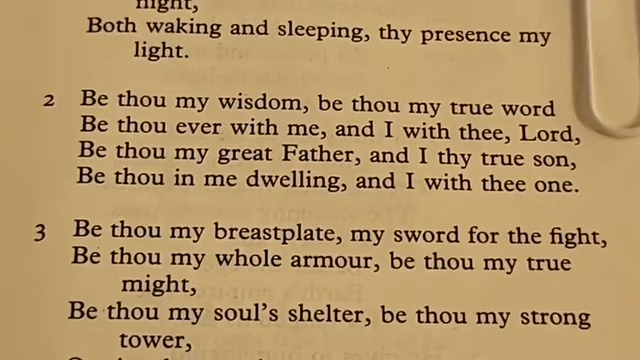 night,
Both waking and sleeping, thy presence my
light.
2 Be thou my wisdom, be thou my true word
Be thou ever with me, and I with thee, Lord,
Be thou my great Father, and I thy true son,
Be thou in me dwelling, and I with thee one.
3 Be thou my breastplate, my sword for the fight,
Be thou my whole armour, be thou my true
might,
Be thou my soul's shelter, be thou my strong
tower,